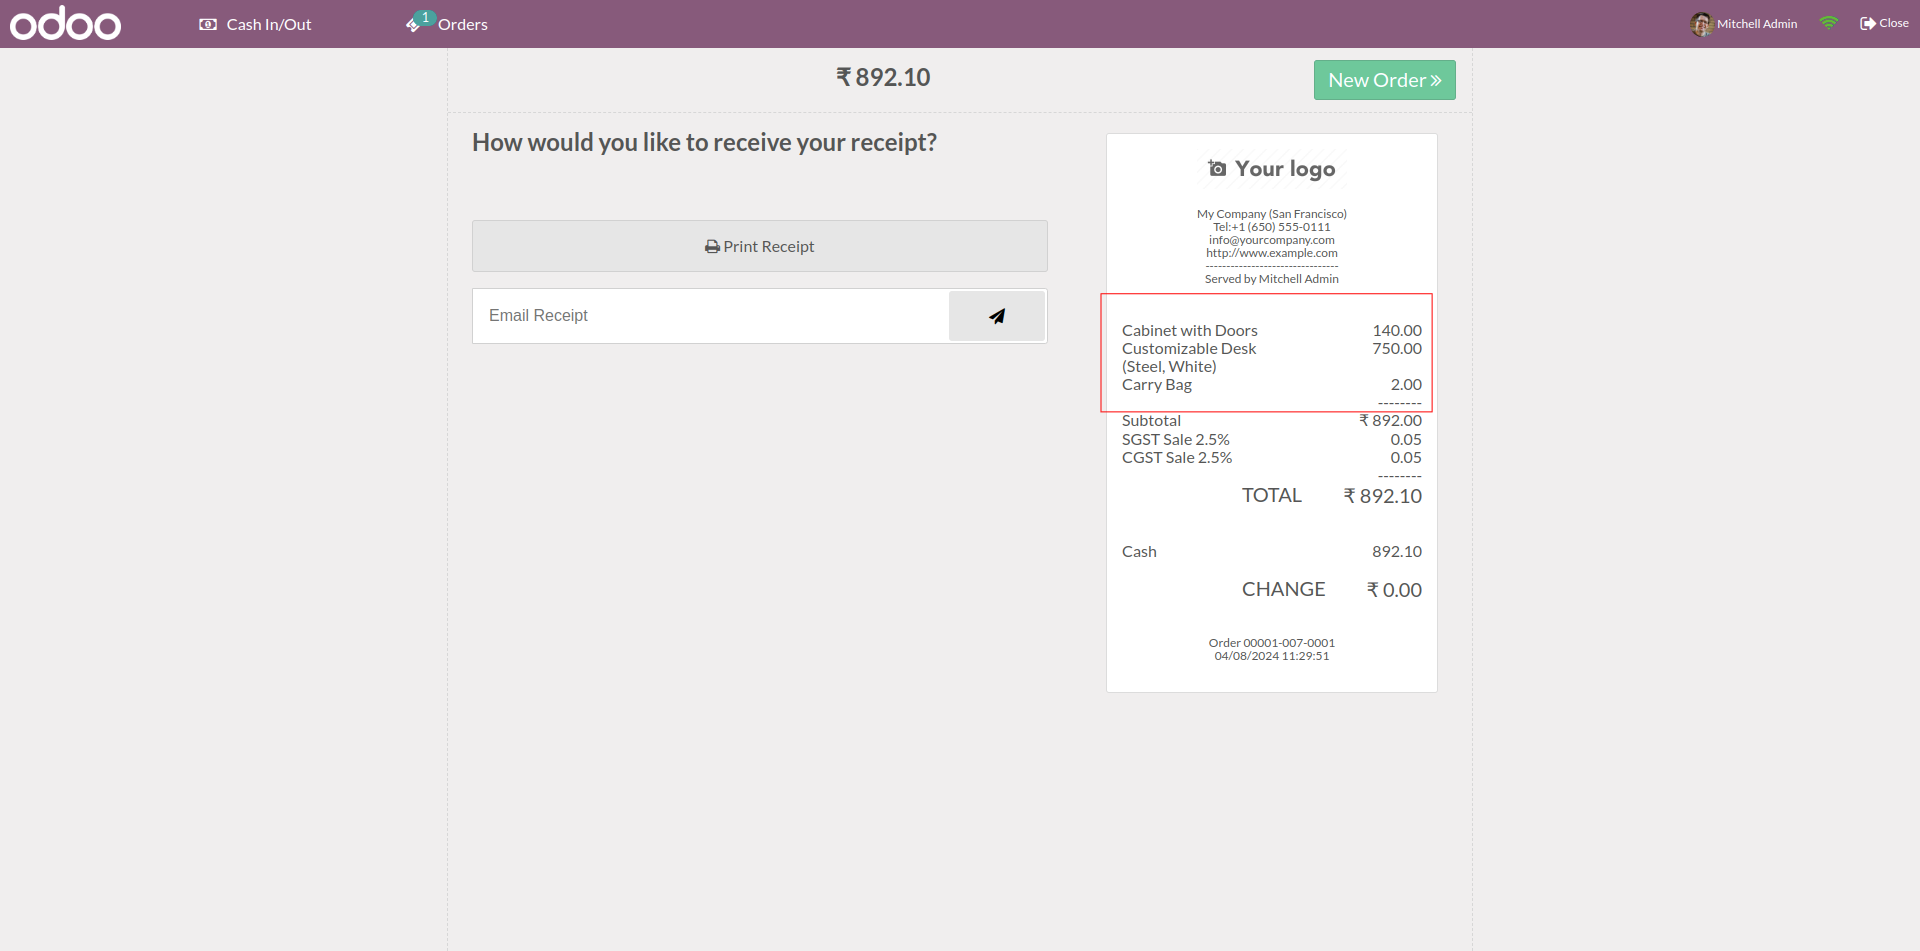 odoo
Cash In/Out
1
Orders
Mitchell Admin
Close
₹ 892.10
New Order
How would you like to receive your receipt?
Print Receipt
Email Receipt
Your logo
My Company (San Francisco)
Tel:+1 (650) 555-0111
info@yourcompany.com
http://www.example.com
--------------------------------
Served by Mitchell Admin
Cabinet with Doors 140.00
Customizable Desk 750.00
(Steel, White)
Carry Bag 2.00
--------
Subtotal ₹ 892.00
SGST Sale 2.5% 0.05
CGST Sale 2.5% 0.05
--------
TOTAL ₹ 892.10
Cash 892.10
CHANGE ₹ 0.00
Order 00001-007-0001
04/08/2024 11:29:51